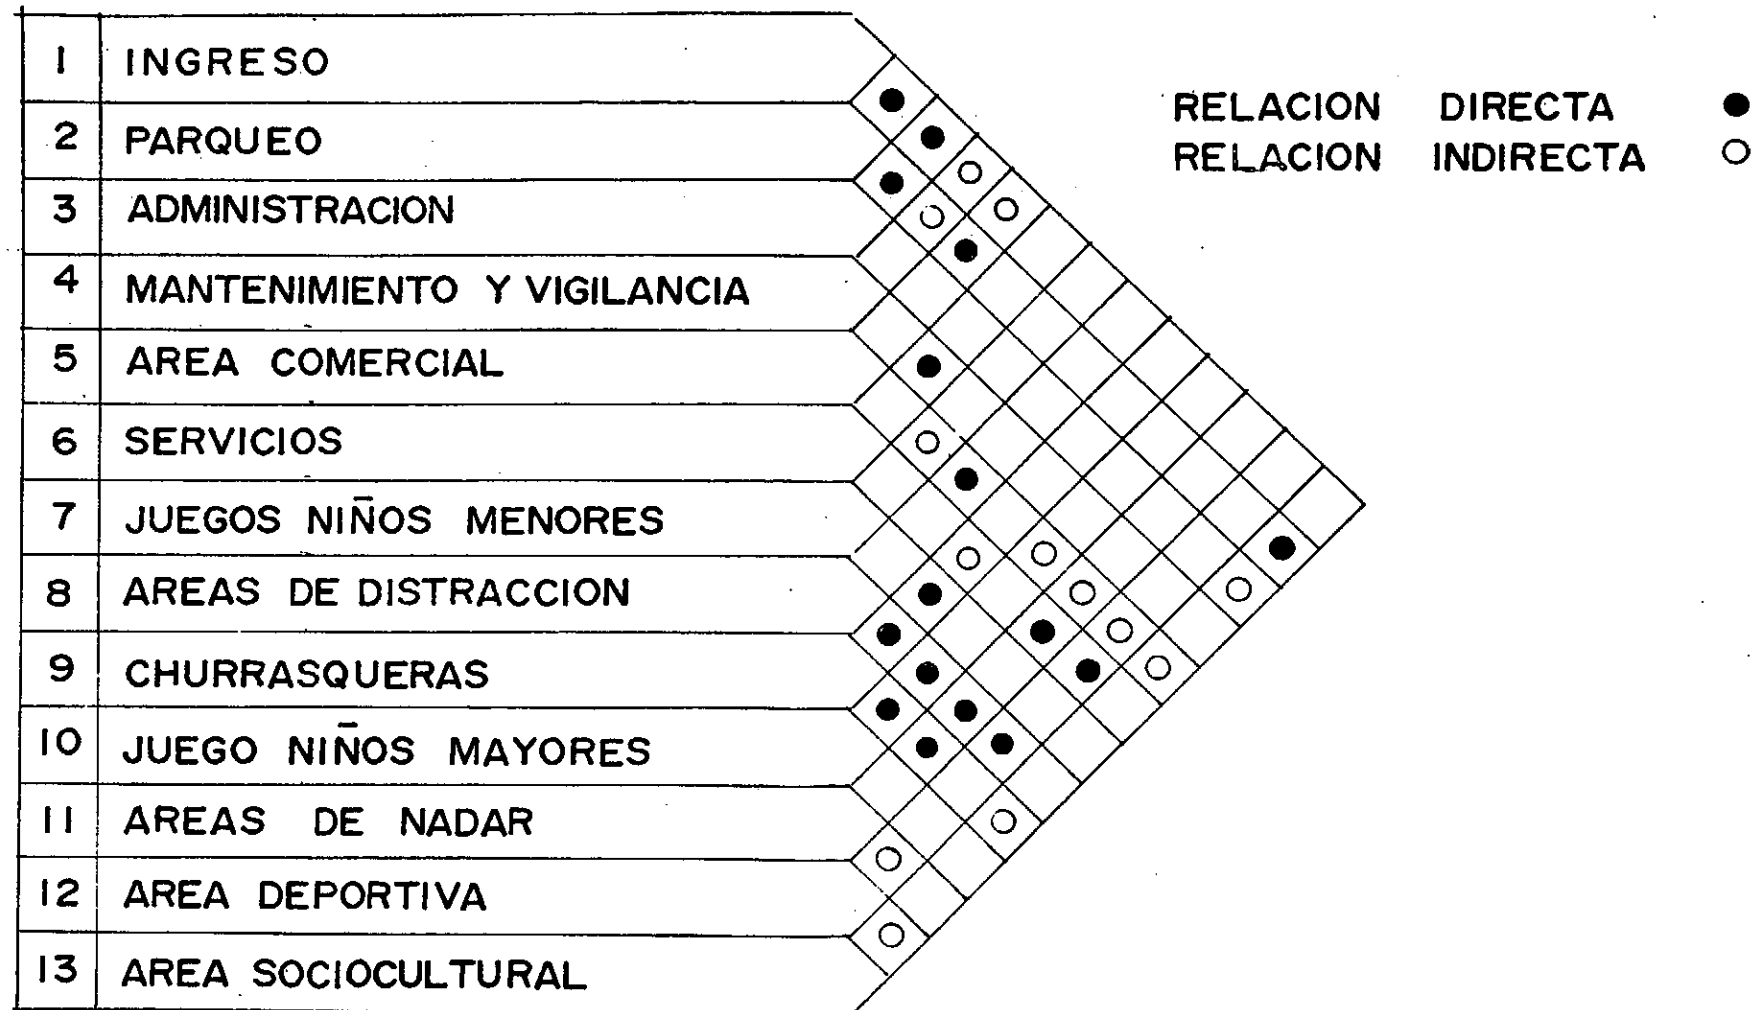 1 INGRESO
2 PARQUEO
3 ADMINISTRACION
4 MANTENIMIENTO Y VIGILANCIA
5 AREA COMERCIAL
6 SERVICIOS
7 JUEGOS NIÑOS MENORES
8 AREAS DE DISTRACCION
9 CHURRASQUERAS
10 JUEGO NIÑOS MAYORES
11 AREAS DE NADAR
12 AREA DEPORTIVA
13 AREA SOCIOCULTURAL
RELACION DIRECTA ●
RELACION INDIRECTA ○